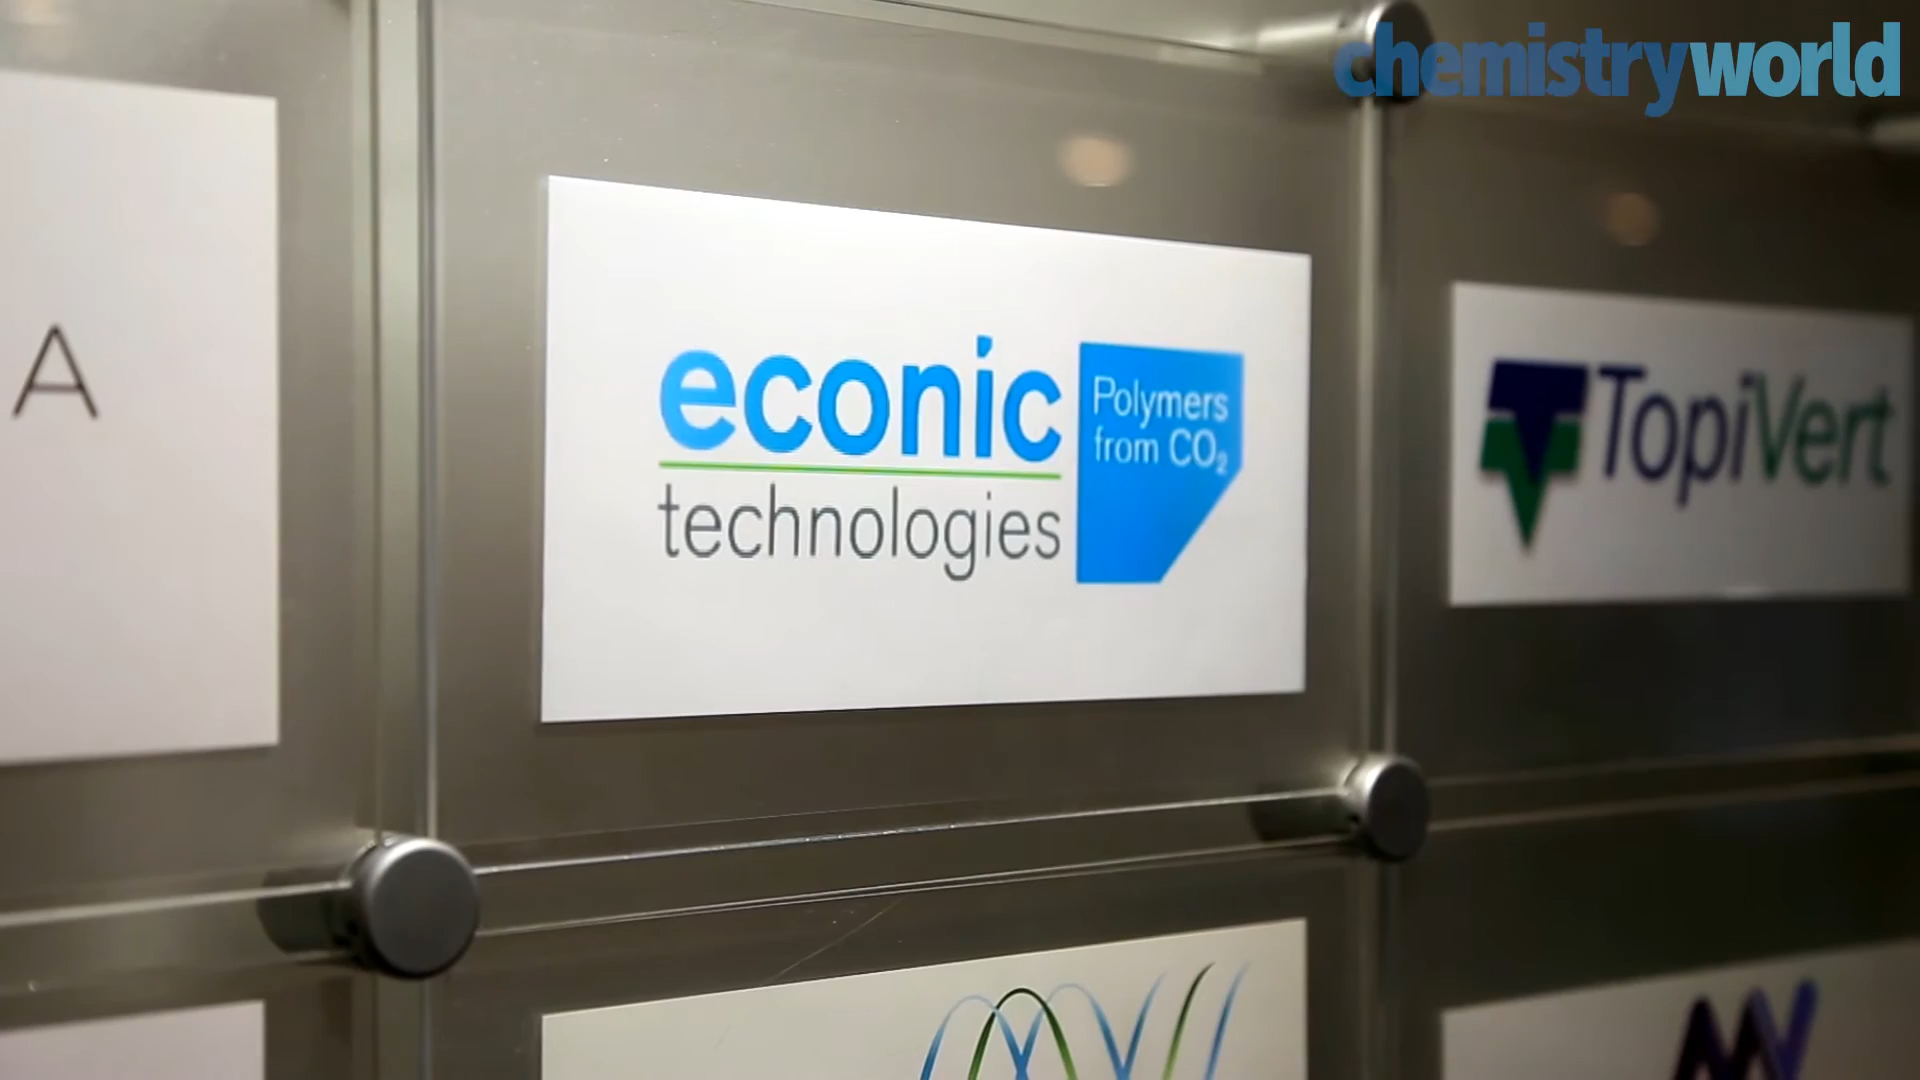 chemistryworld
A
econic
technologies
Polymers
from CO₂
TopiVert